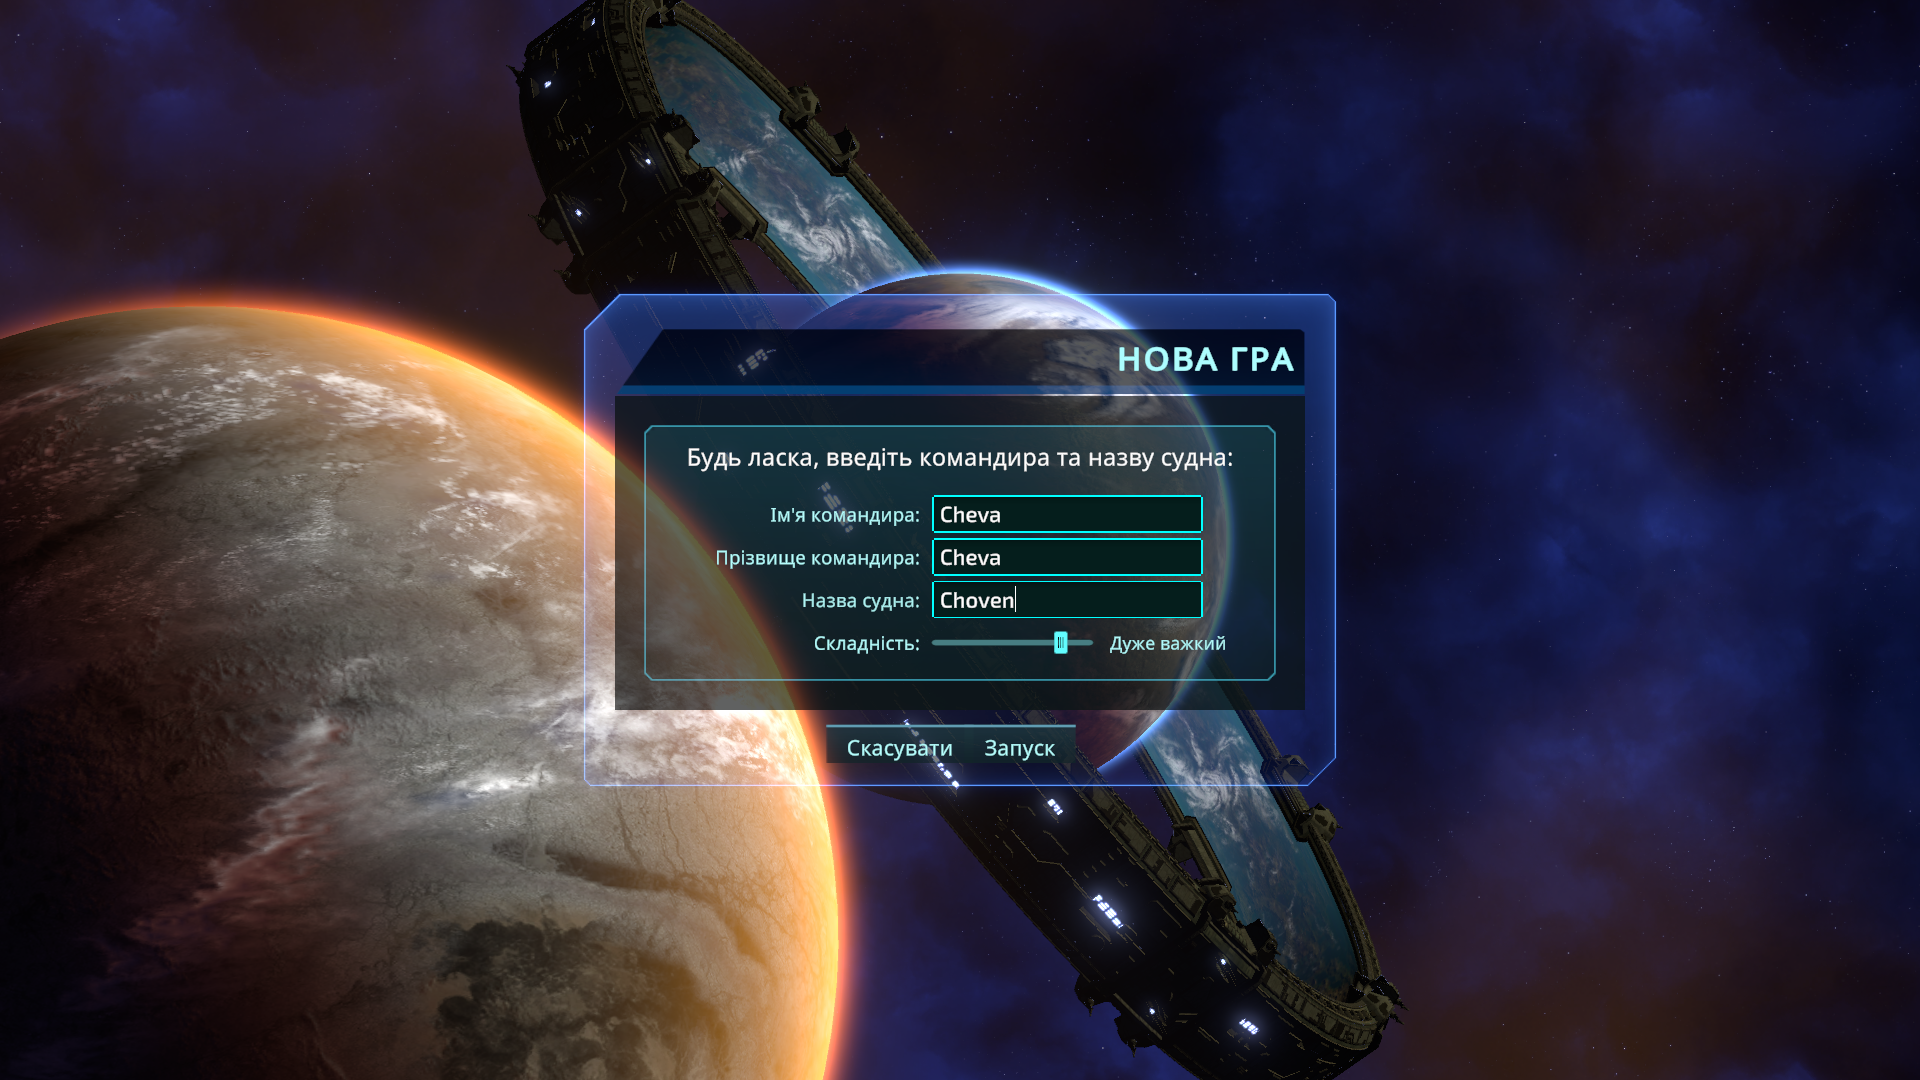 НОВА ГРА
Будь ласка, введіть командира та назву судна:
Ім'я командира: Cheva
Прізвище командира: Cheva
Назва судна: Choven
Складність: Дуже важкий
Скасувати Запуск